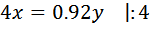 4x = 0.92y |:4